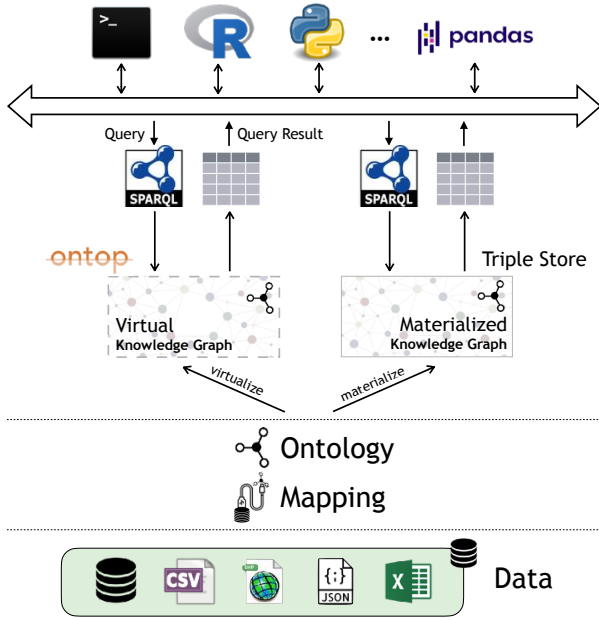 >_
R
...
pandas
Query
Query Result
SPARQL
SPARQL
ontop
Triple Store
Virtual
Knowledge Graph
Materialized
Knowledge Graph
virtualize
materialize
Ontology
Mapping
CSV
SHP
{;}
JSON
X
Data